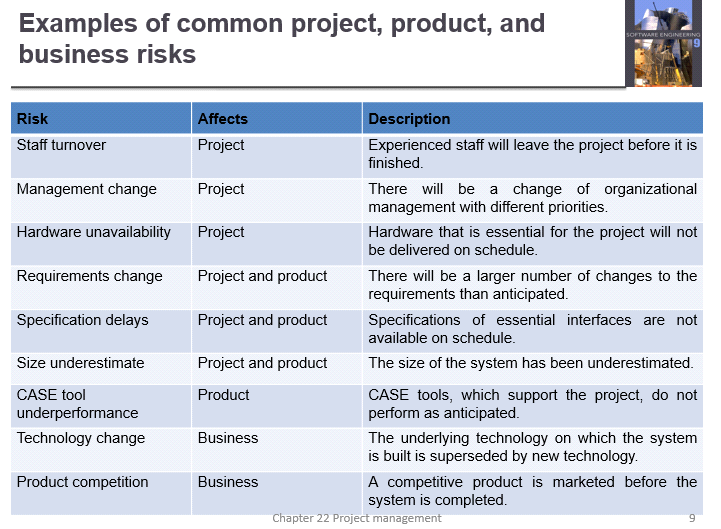 Examples of common project, product, and
business risks
SOFTWARE ENGINEERING
9
Risk Affects Description
Staff turnover Project Experienced staff will leave the project before it is
finished.
Management change Project There will be a change of organizational
management with different priorities.
Hardware unavailability Project Hardware that is essential for the project will not
be delivered on schedule.
Requirements change Project and product There will be a larger number of changes to the
requirements than anticipated.
Specification delays Project and product Specifications of essential interfaces are not
available on schedule.
Size underestimate Project and product The size of the system has been underestimated.
CASE tool Product CASE tools, which support the project, do not
underperformance perform as anticipated.
Technology change Business The underlying technology on which the system
is built is superseded by new technology.
Product competition Business A competitive product is marketed before the
system is completed.
Chapter 22 Project management 9